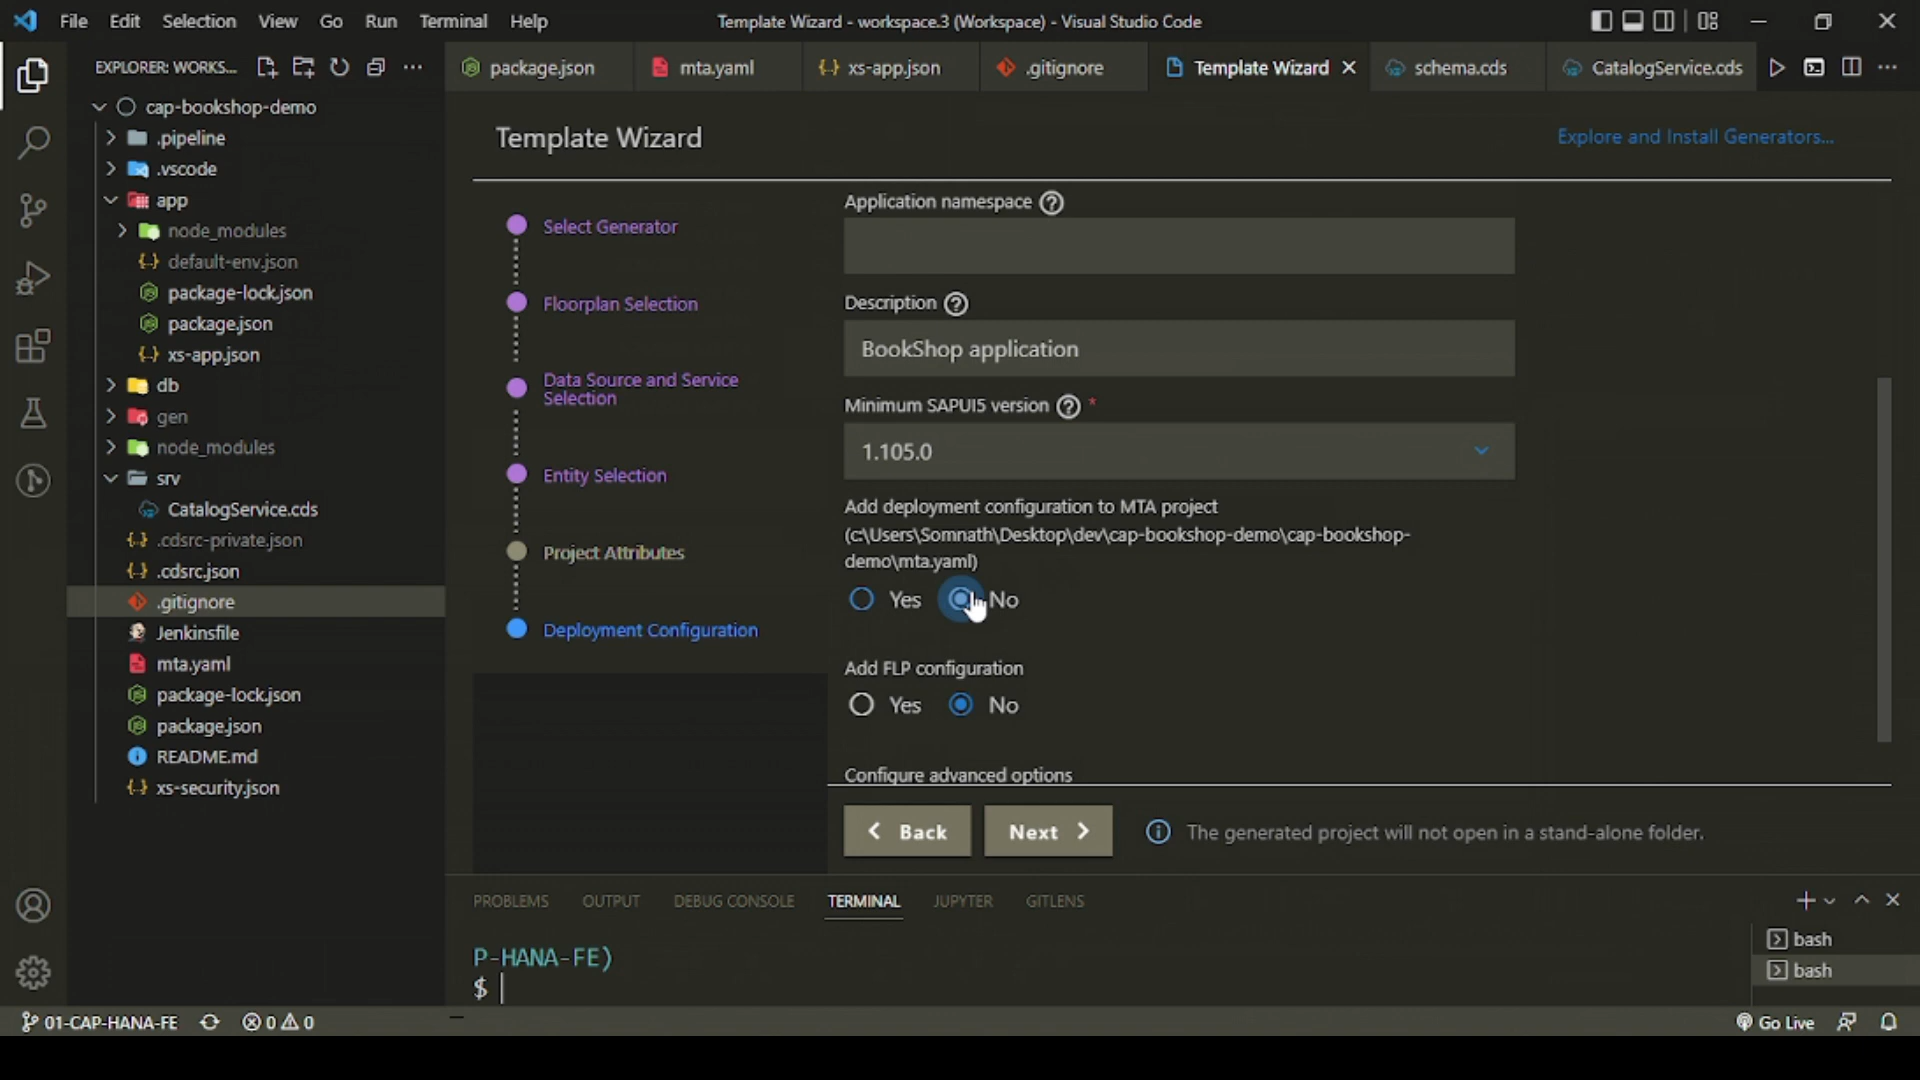 File Edit Selection View Go Run Terminal Help
Template Wizard - workspace.3 (Workspace) - Visual Studio Code
EXPLORER: WORKS...
package.json
mta.yaml
xs-app.json
.gitignore
Template Wizard
schema.cds
CatalogService.cds
cap-bookshop-demo
.pipeline
.vscode
app
node_modules
default-env.json
package-lock.json
package.json
xs-app.json
db
gen
node_modules
srv
CatalogService.cds
.cdsrc-private.json
.cdsrc.json
.gitignore
Jenkinsfile
mta.yaml
package-lock.json
package.json
README.md
xs-security.json
Template Wizard
Explore and Install Generators...
Select Generator
Floorplan Selection
Data Source and Service
Selection
Entity Selection
Project Attributes
Deployment Configuration
Application namespace
Description
BookShop application
Minimum SAPUI5 version *
1.105.0
Add deployment configuration to MTA project
(c:\Users\Somnath\Desktop\dev\cap-bookshop-demo\cap-bookshop-
demo\mta.yaml)
Yes No
Add FLP configuration
Yes No
Configure advanced options
Back
Next
The generated project will not open in a stand-alone folder.
PROBLEMS OUTPUT DEBUG CONSOLE TERMINAL JUPYTER GITLENS
P-HANA-FE)
$
bash
bash
01-CAP-HANA-FE
0 0
Go Live